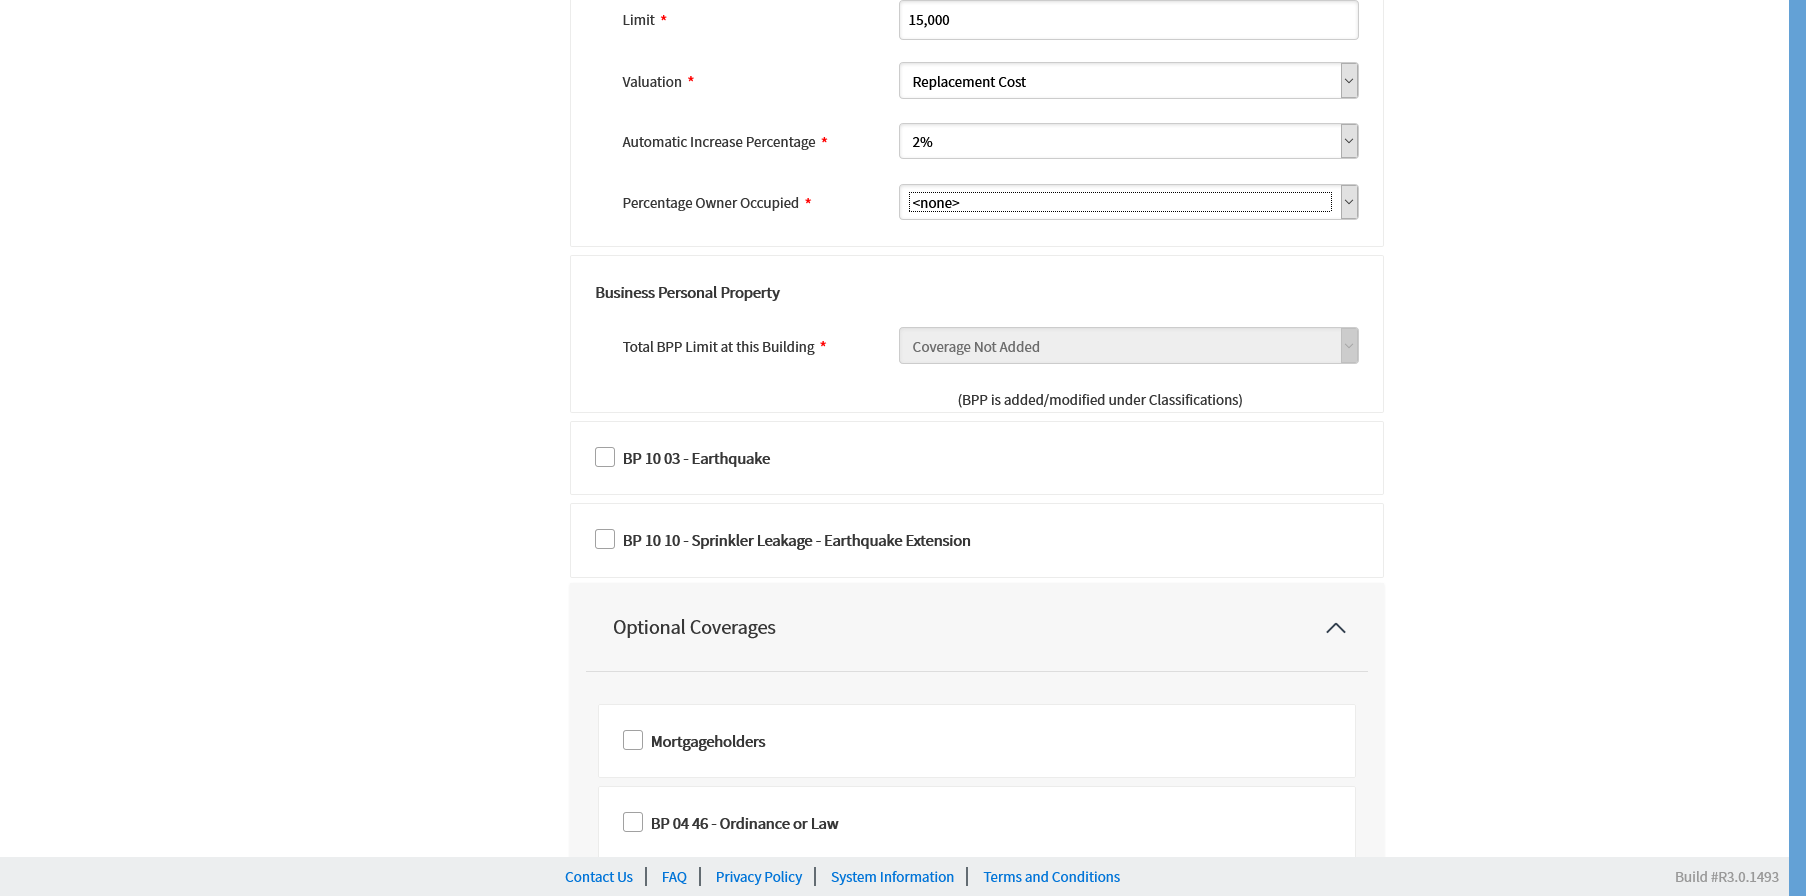 Limit *
15,000
Valuation *
Replacement Cost
Automatic Increase Percentage *
2%
Percentage Owner Occupied *
<none>
Business Personal Property
Total BPP Limit at this Building *
Coverage Not Added
(BPP is added/modified under Classifications)
BP 10 03 - Earthquake
BP 10 10 - Sprinkler Leakage - Earthquake Extension
Optional Coverages
Mortgageholders
BP 04 46 - Ordinance or Law
Contact Us | FAQ | Privacy Policy | System Information | Terms and Conditions
Build #R3.0.1493